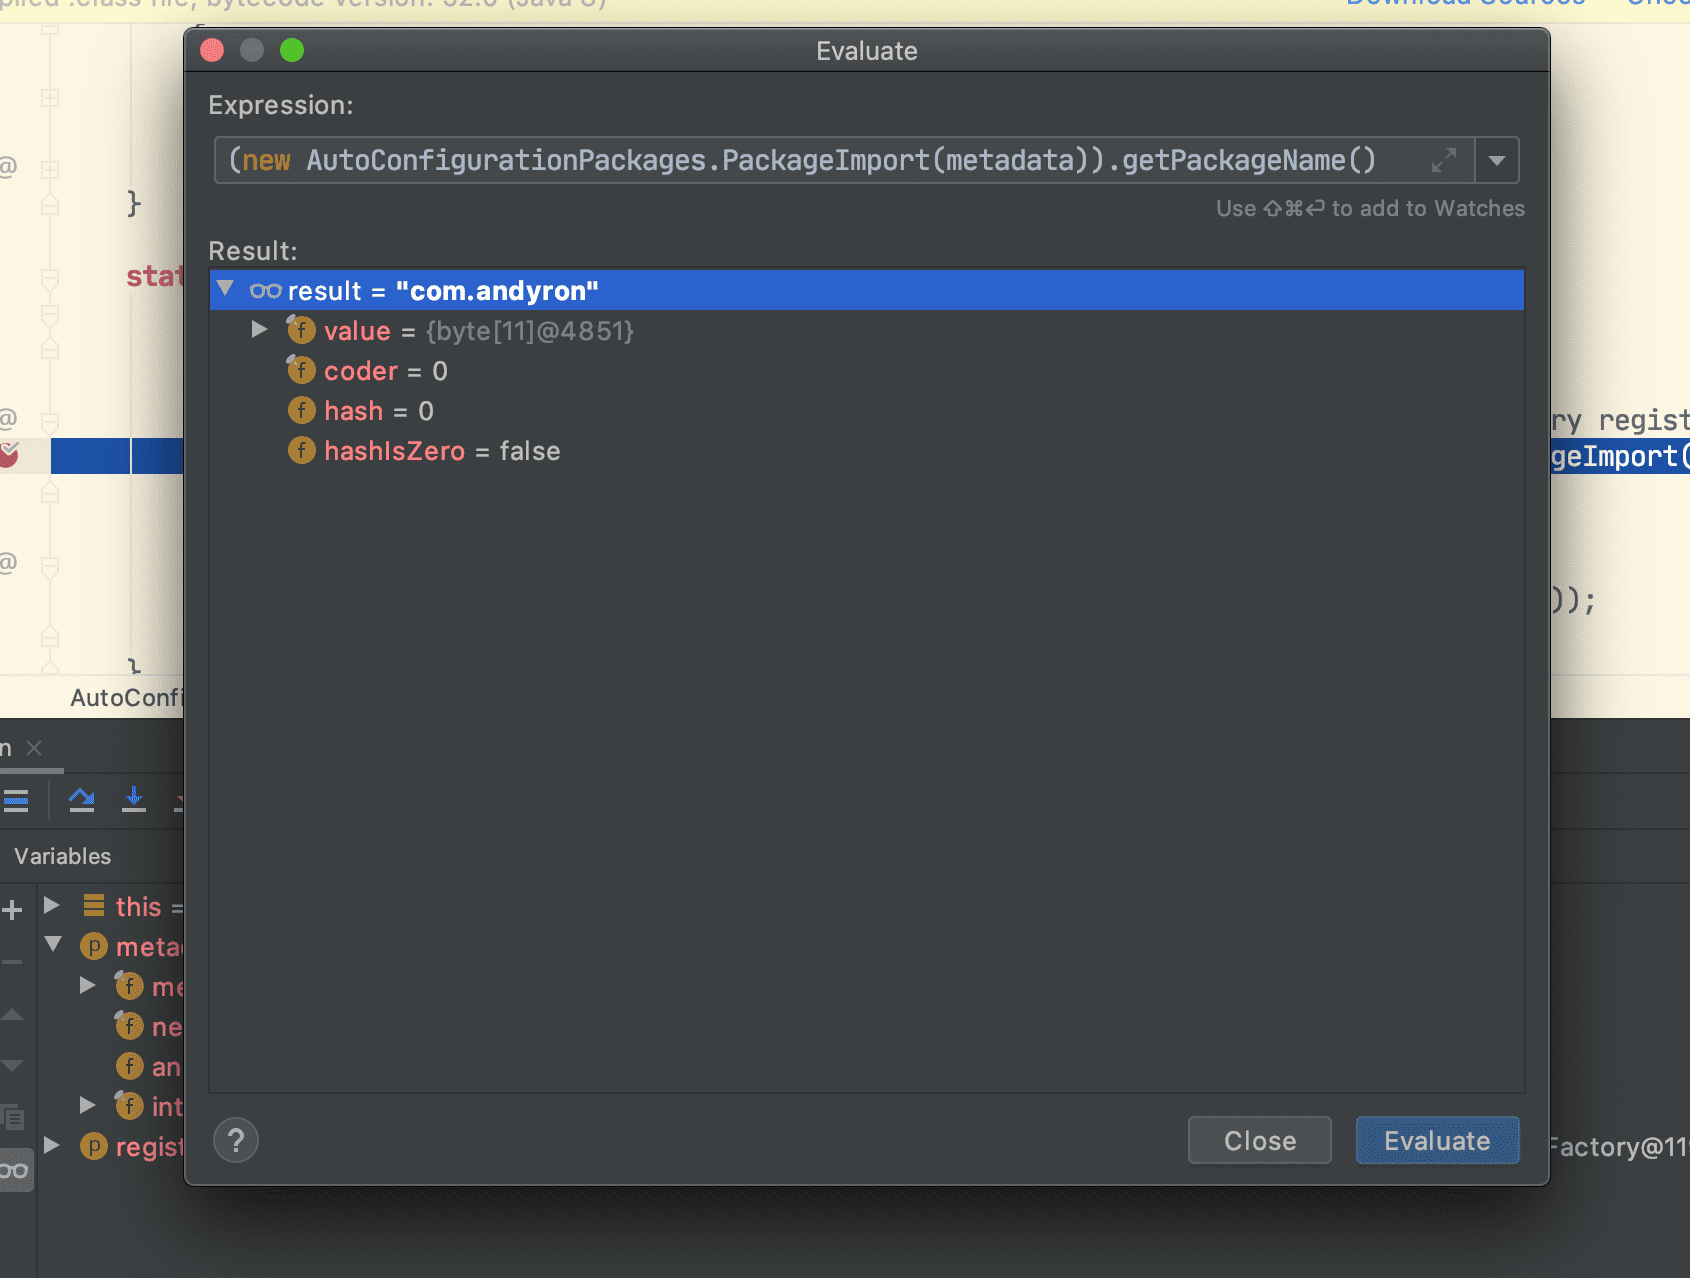 .class file, bytecode version: 52.0 (Java 8)
Download Sources
Evaluate
Expression:
(new AutoConfigurationPackages.PackageImport(metadata)).getPackageName()
Use ⇧⌘⏎ to add to Watches
Result:
result = "com.andyron"
value = {byte[11]@4851}
coder = 0
hash = 0
hashIsZero = false
?
Close
Evaluate
@
}
stat
@
ry regist
geImport(
@
));
}
AutoConfi
n
Variables
this =
meta
me
ne
an
int
regist
Factory@11